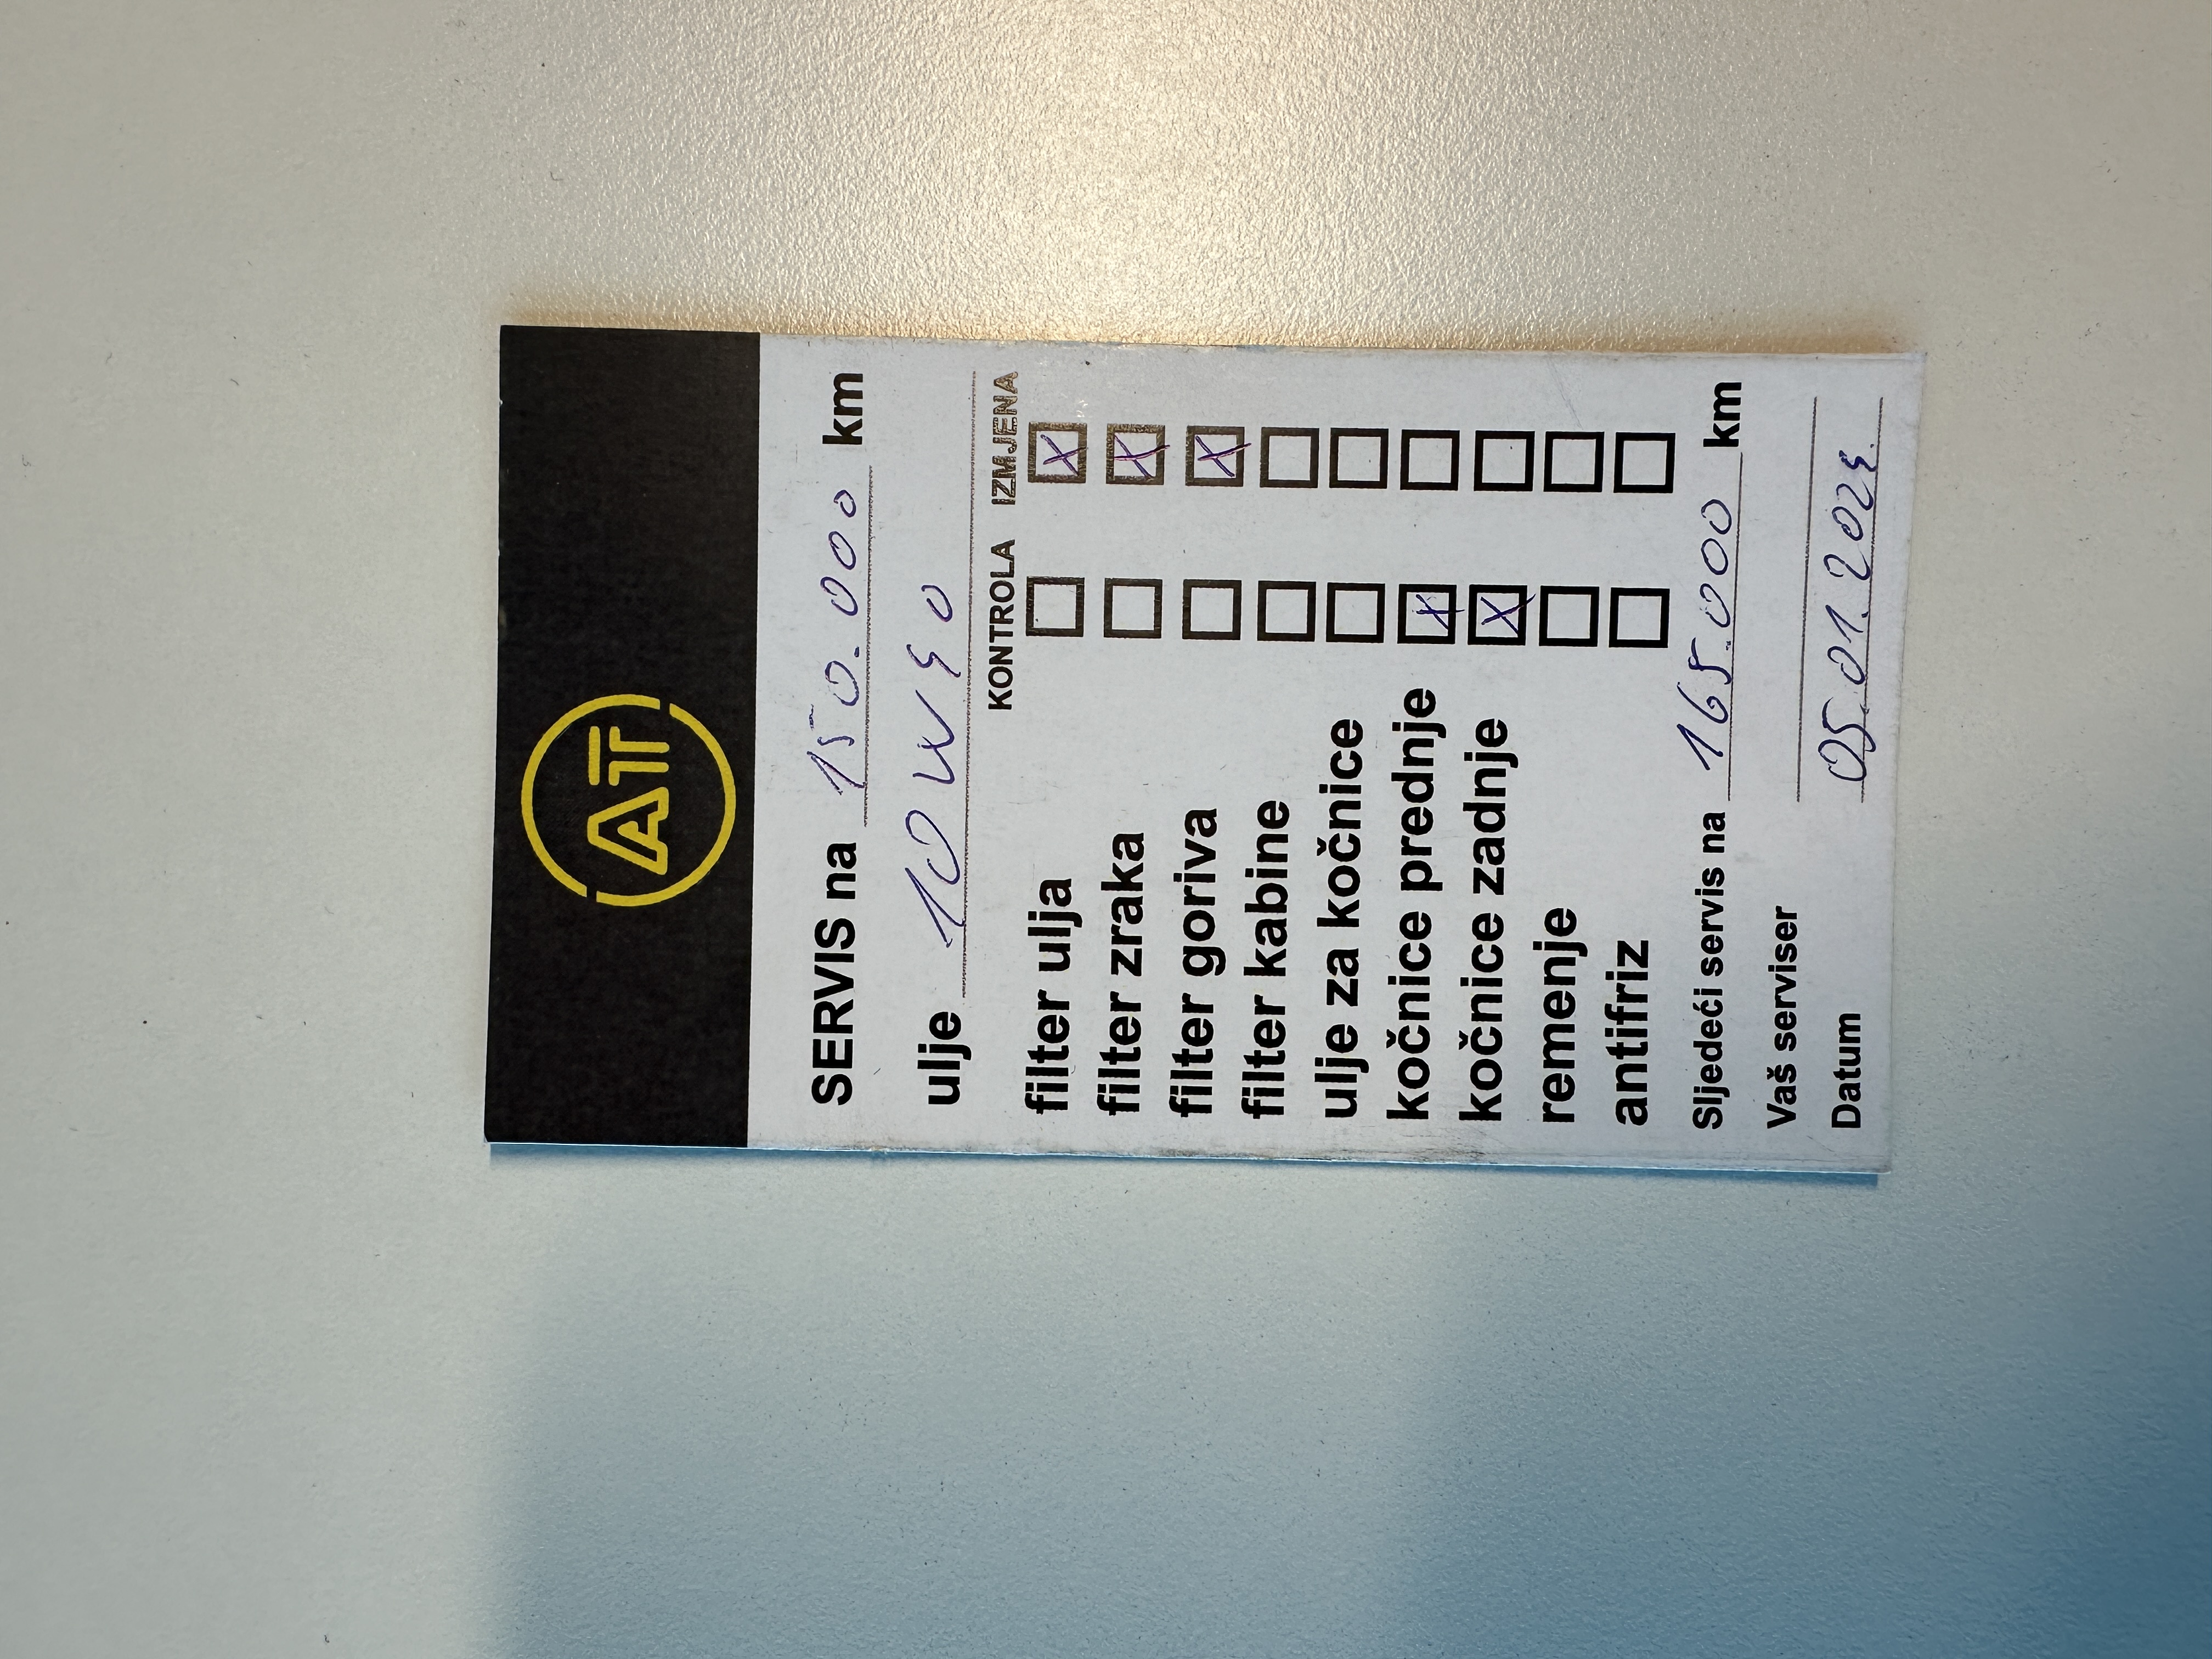 AT
SERVIS na 150.000 km
ulje 10W40
KONTROLA IZMJENA
filter ulja ☐ ☒
filter zraka ☐ ☒
filter goriva ☐ ☒
filter kabine ☐ ☐
ulje za kočnice ☐ ☐
kočnice prednje ☒ ☐
kočnice zadnje ☒ ☐
remenje ☐ ☐
antifriz ☐ ☐
Sljedeći servis na 165.000 km
Vaš serviser
Datum 05.01.2024.